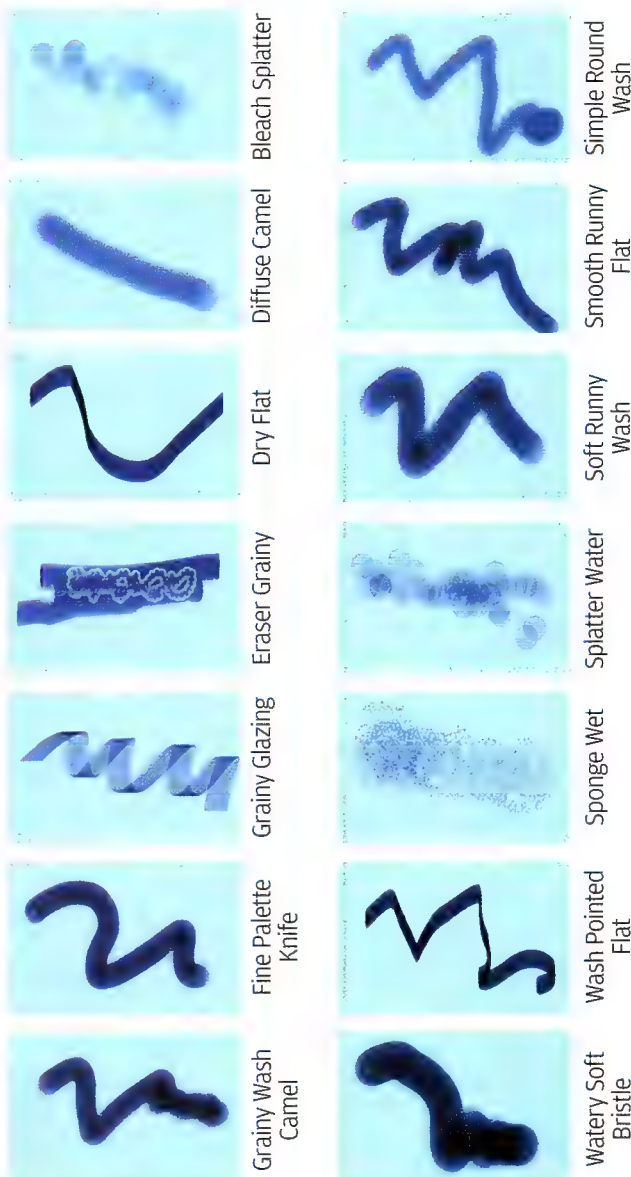 Grainy Wash
Camel
Fine Palette
Knife
Grainy Glazing
Eraser Grainy
Dry Flat
Diffuse Camel
Bleach Splatter
Watery Soft
Bristle
Wash Pointed
Flat
Sponge Wet
Splatter Water
Soft Runny
Wash
Smooth Runny
Flat
Simple Round
Wash